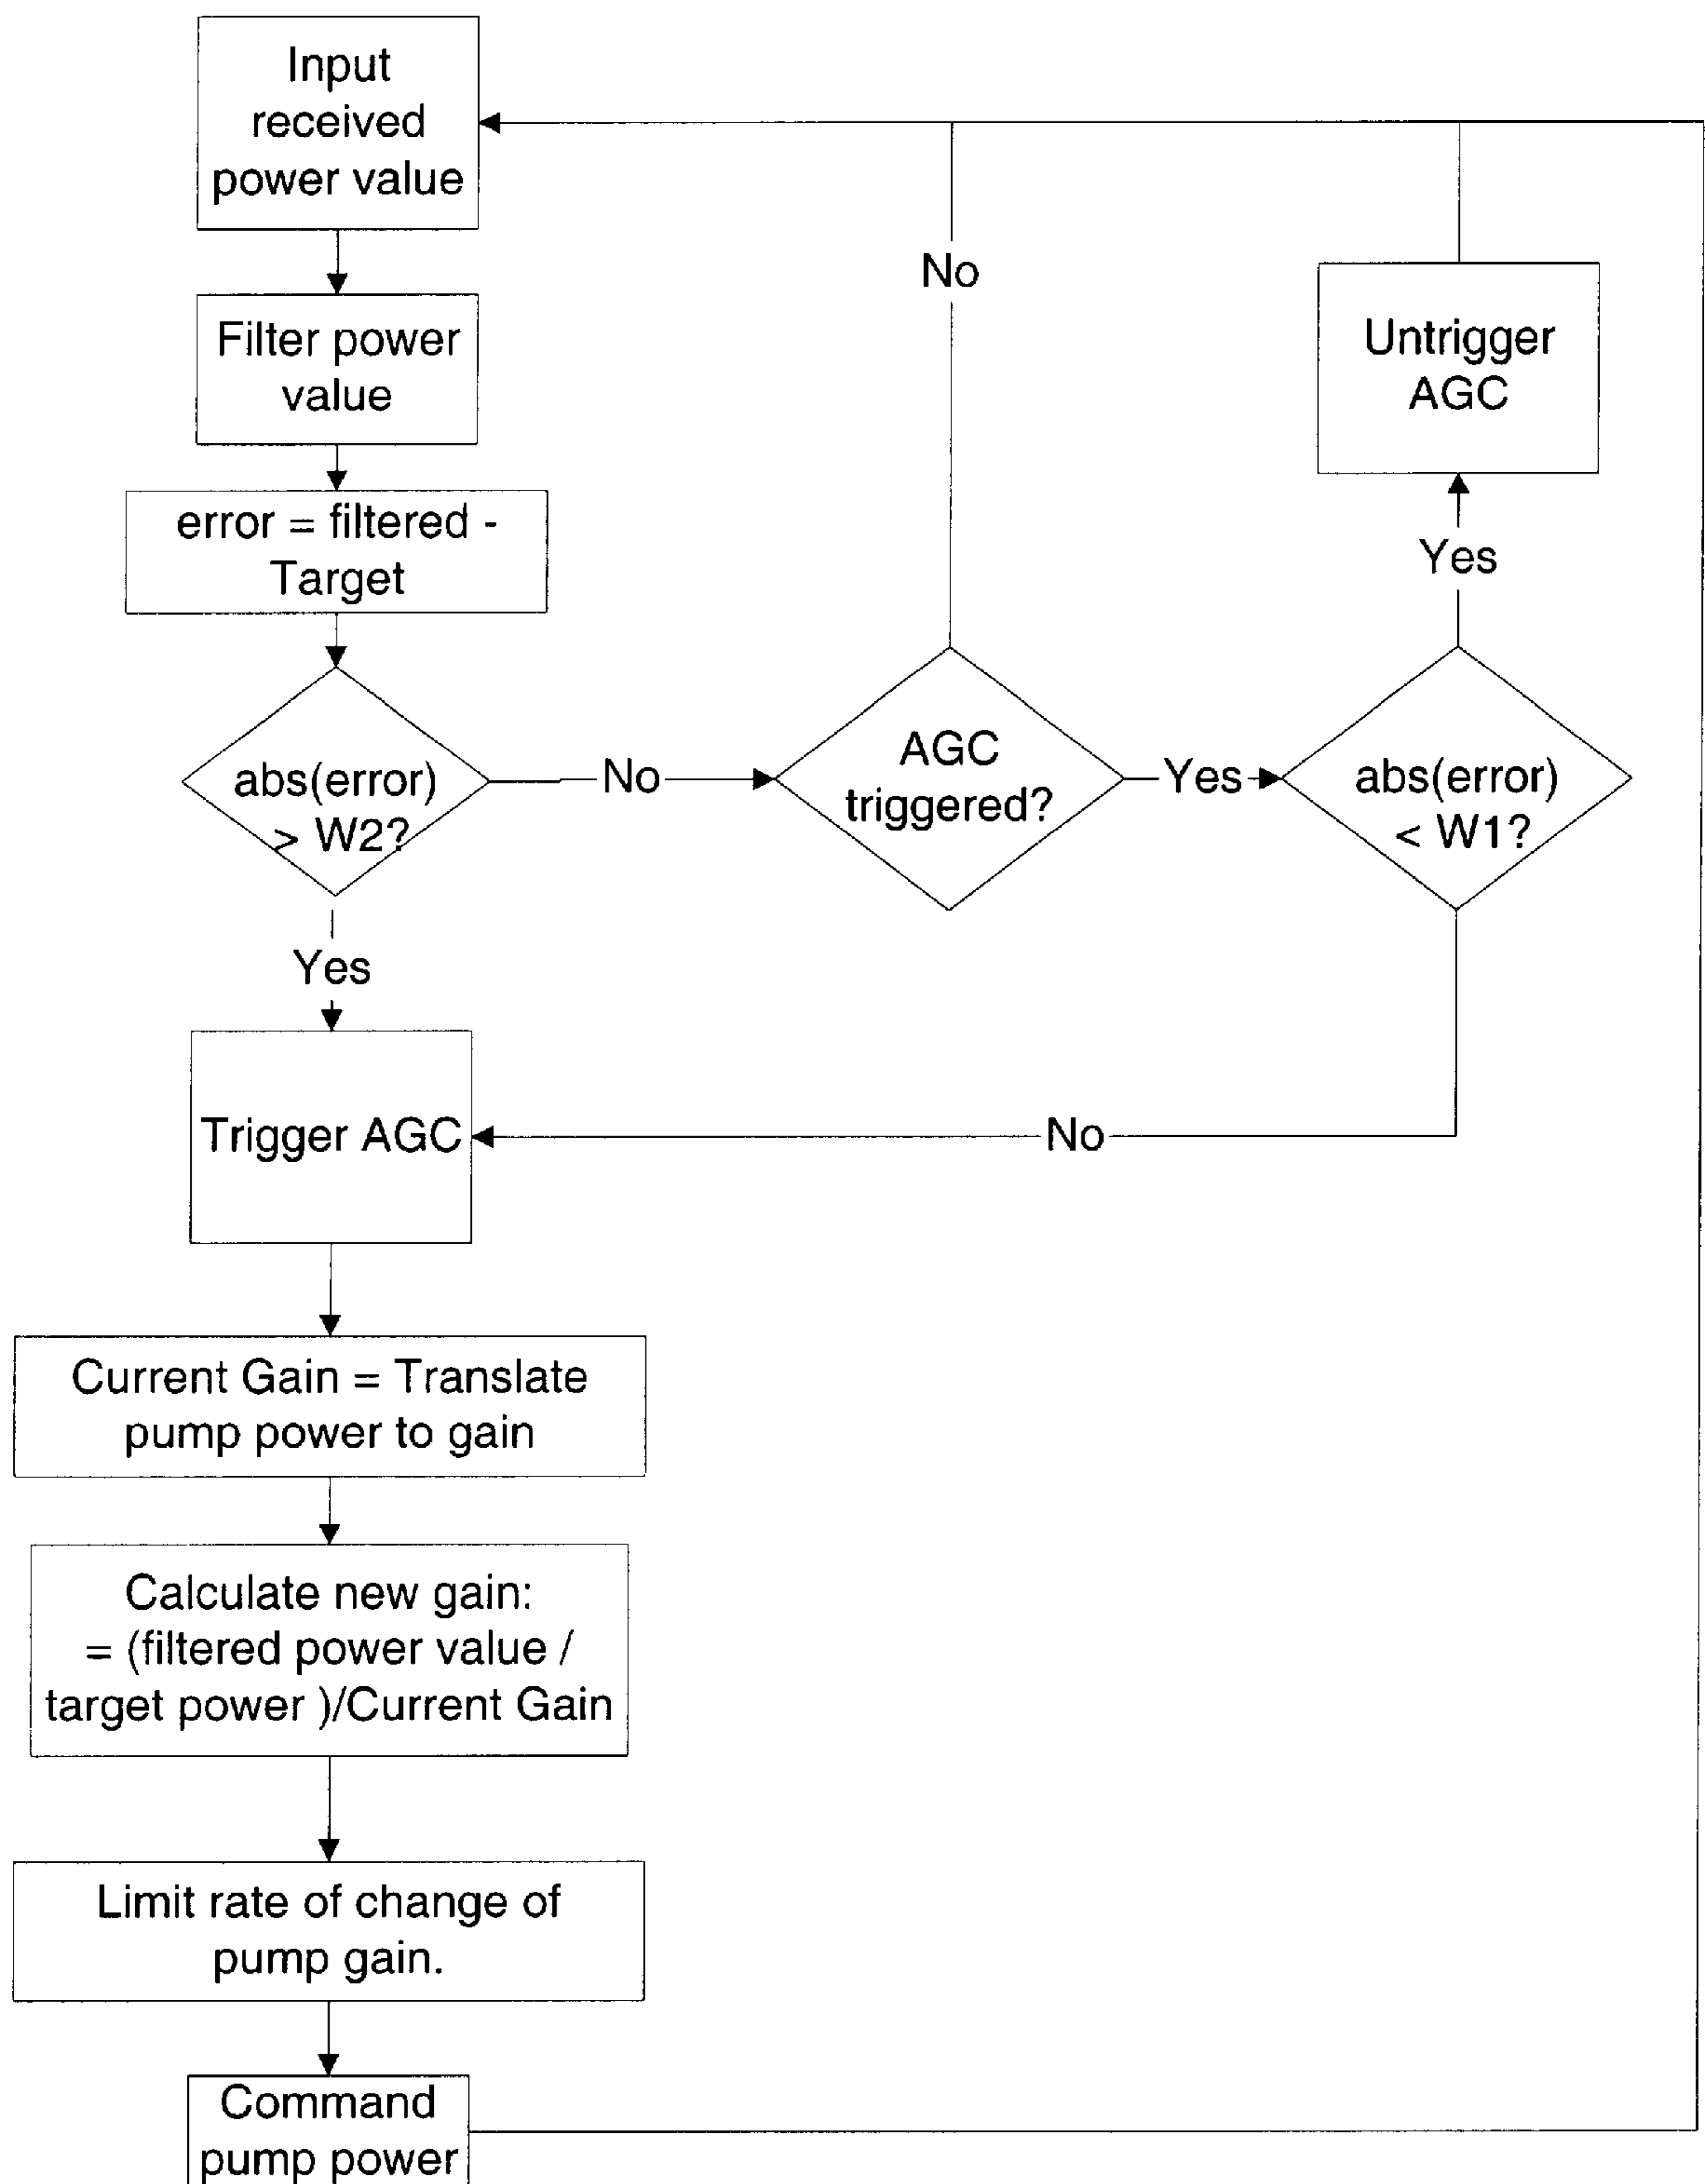 Input
received
power value
Filter power
value
error = filtered -
Target
abs(error)
> W2?
No
AGC
triggered?
No
Yes
abs(error)
< W1?
Yes
Untrigger
AGC
No
Yes
Trigger AGC
Current Gain = Translate
pump power to gain
Calculate new gain:
= (filtered power value /
target power )/Current Gain
Limit rate of change of
pump gain.
Command
pump power